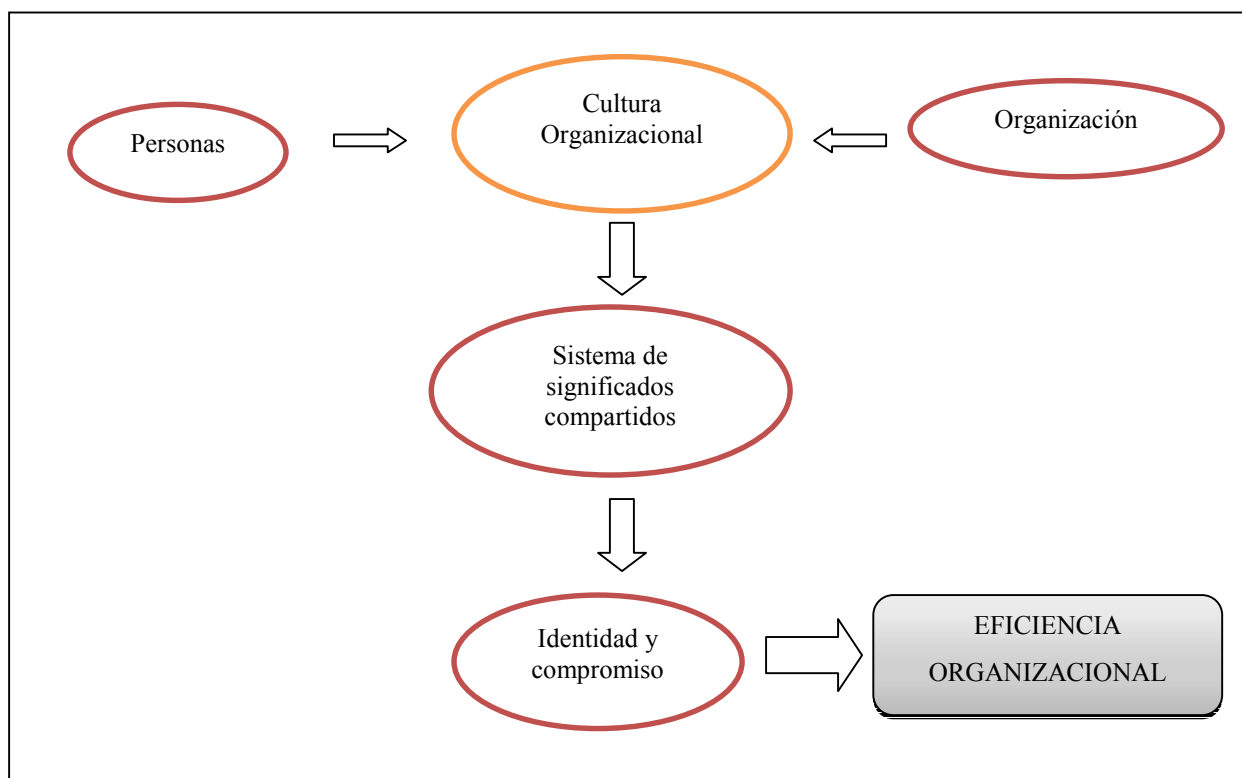 Personas
Cultura
Organizacional
Organización
Sistema de
significados
compartidos
Identidad y
compromiso
EFICIENCIA
ORGANIZACIONAL